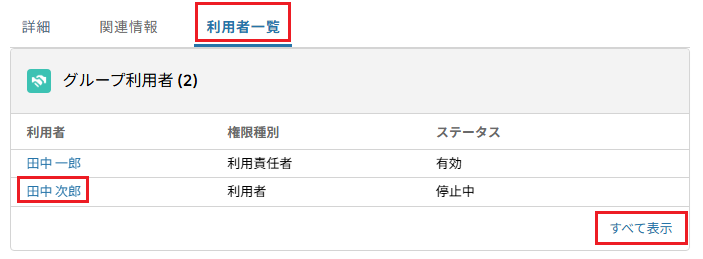 詳細 関連情報 利用者一覧
グループ利用者 (2)
利用者 権限種別 ステータス
田中 一郎 利用責任者 有効
田中 次郎 利用者 停止中
すべて表示